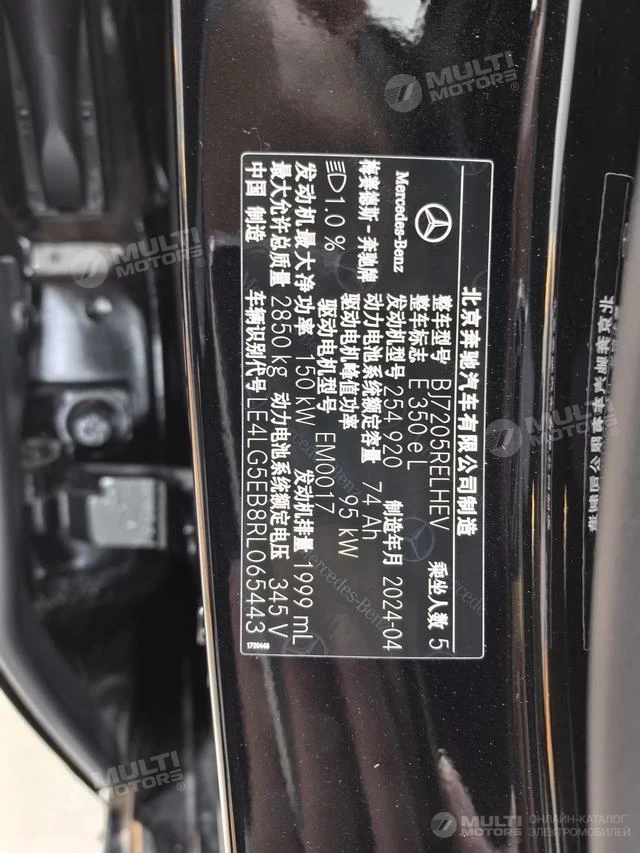 北京奔驰汽车有限公司制造
Mercedes-Benz
梅赛德斯-奔驰牌
1.0 %
整车型号 BJ7205RELHEV 乘坐人数 5
整车标志 E 350 e L
发动机型号 254 920 制造年月 2024-04
动力电池系统额定容量 74 Ah
驱动电机峰值功率 95 kW
驱动电机型号 EM0017
发动机最大净功率 150 kW 发动机排量 1999 mL
最大允许总质量 2850 kg 动力电池系统额定电压 345 V
中国 制造 车辆识别代号 LE4LG5EB8RL065443
1730448
Mercedes-Benz
Mercedes-Benz
MULTI
MOTORS
MULTI
MOTORS
MULTI
MOTORS
MULTI
MOTORS
MULTI
MOTORS
ОНЛАЙН-КАТАЛОГ
ЭЛЕКТРОМОБИЛЕЙ